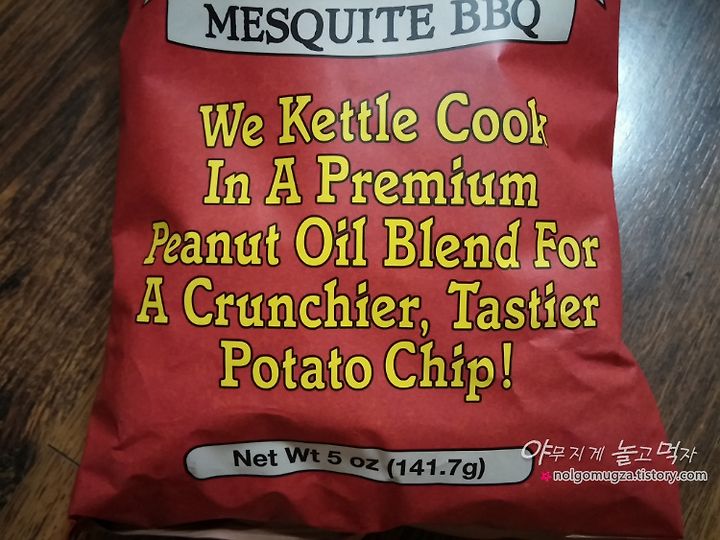 MESQUITE BBQ
We Kettle Cook
In A Premium
Peanut Oil Blend For
A Crunchier, Tastier
Potato Chip!
Net Wt 5 oz (141.7g)
야무지게 놀고먹자
nolgomugza.tistory.com